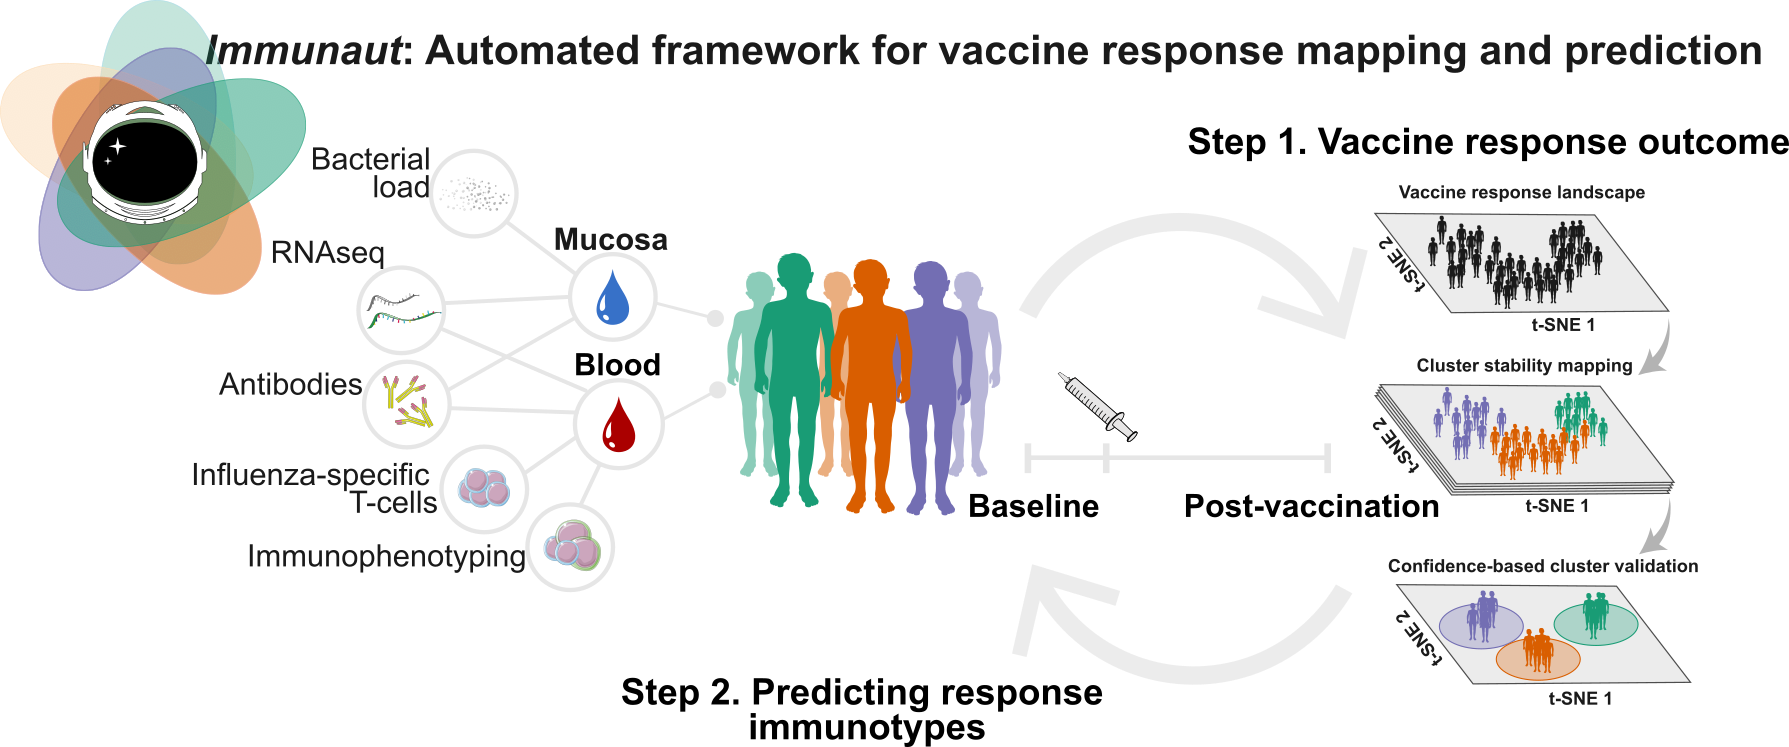 Immunaut: Automated framework for vaccine response mapping and prediction
Bacterial
load
RNAseq
Antibodies
Influenza-specific
T-cells
Immunophenotyping
Mucosa
Blood
Baseline
Post-vaccination
Step 1. Vaccine response outcome
Vaccine response landscape
t-SNE 2
t-SNE 1
Cluster stability mapping
t-SNE 2
t-SNE 1
Confidence-based cluster validation
t-SNE 2
t-SNE 1
Step 2. Predicting response
immunotypes